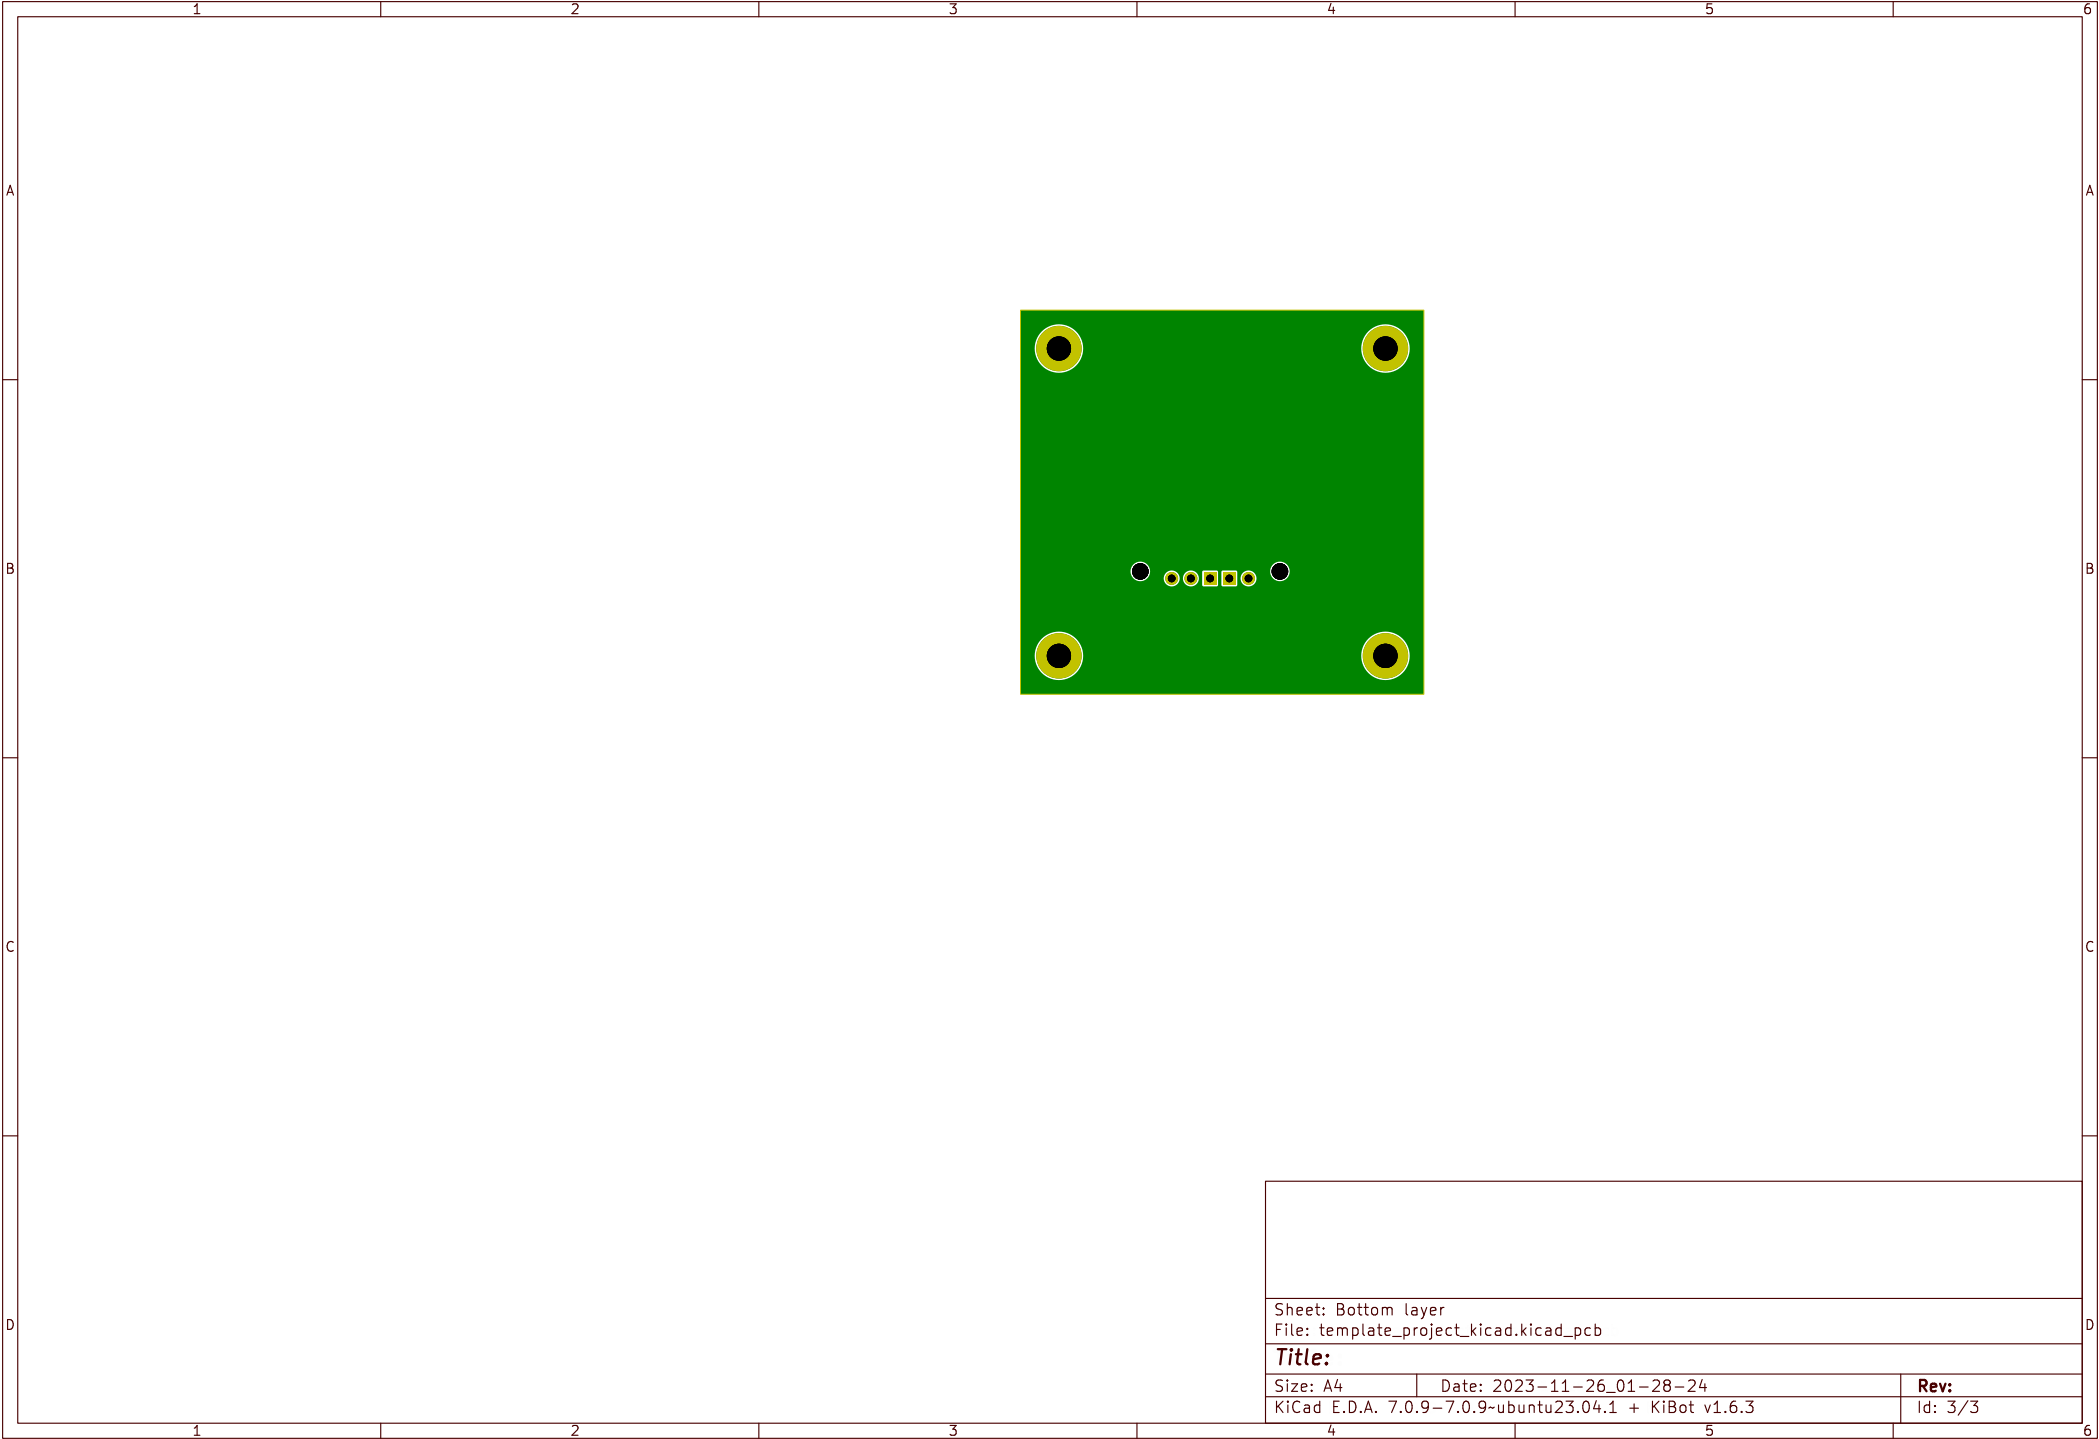 1 2 3 4 5 6
A A
B B
C C
D D
Sheet: Bottom layer
File: template_project_kicad.kicad_pcb
Title:
Size: A4 Date: 2023-11-26_01-28-24 Rev:
KiCad E.D.A. 7.0.9-7.0.9~ubuntu23.04.1 + KiBot v1.6.3 Id: 3/3
1 2 3 4 5 6